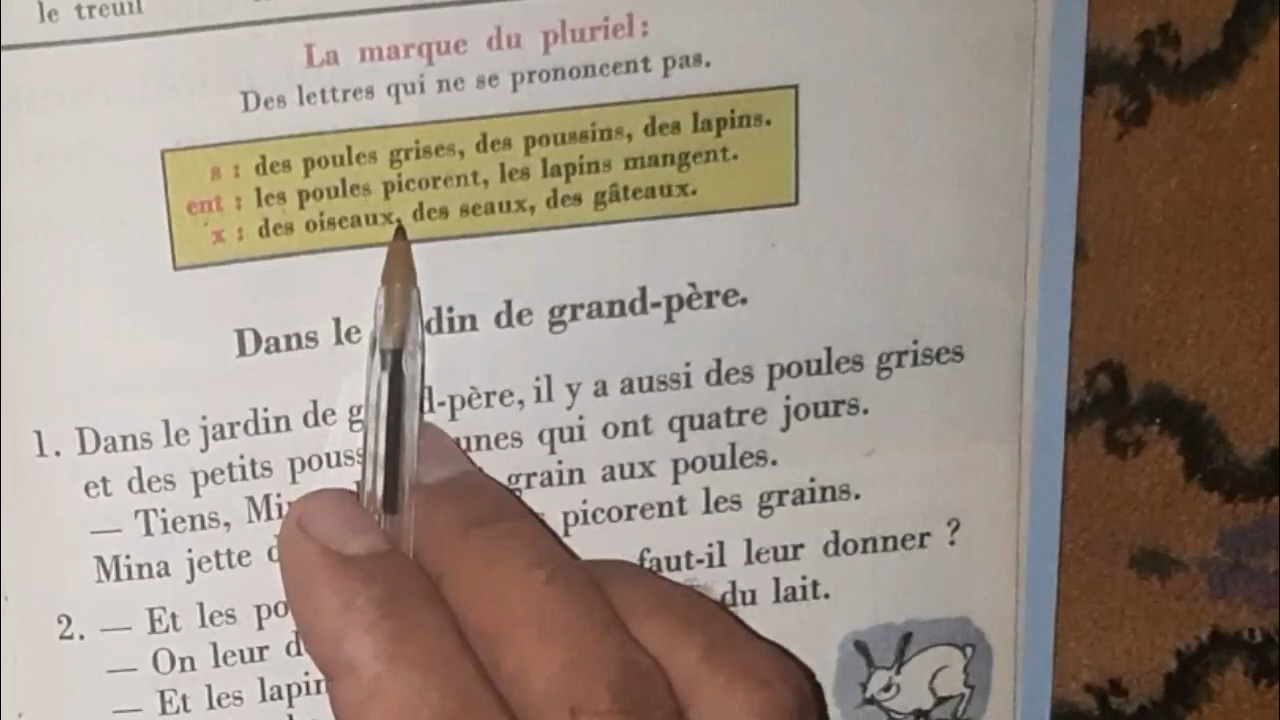 le treuil
La marque du pluriel:
Des lettres qui ne se prononcent pas.
s : des poules grises, des poussins, des lapins.
ent : les poules picorent, les lapins mangent.
x : des oiseaux, des seaux, des gâteaux.
Dans le din de grand-père.
1. Dans le jardin de g d-père, il y a aussi des poules grises
et des petits pouss unes qui ont quatre jours.
— Tiens, Mi grain aux poules.
Mina jette d picorent les grains.
2. — Et les po faut-il leur donner ?
— On leur d du lait.
— Et les lapin